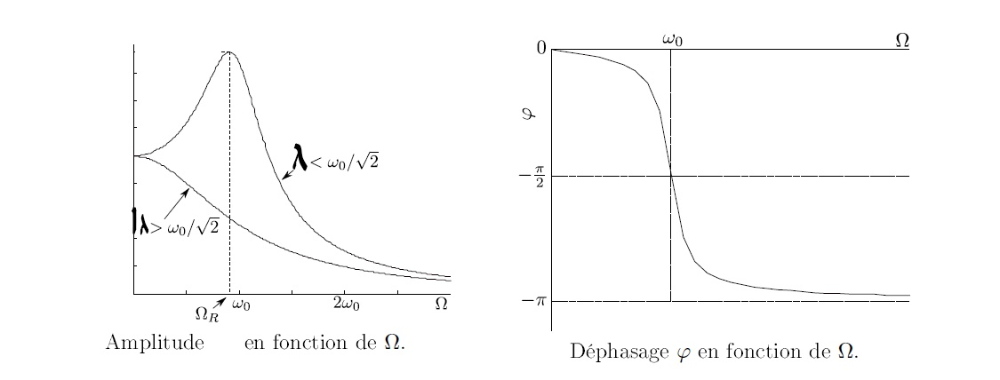 λ < ω₀/√2
λ > ω₀/√2
Ω_R
ω₀
2ω₀
Ω
Amplitude en fonction de Ω.
ω₀
Ω
0
φ
−π/2
−π
Déphasage φ en fonction de Ω.